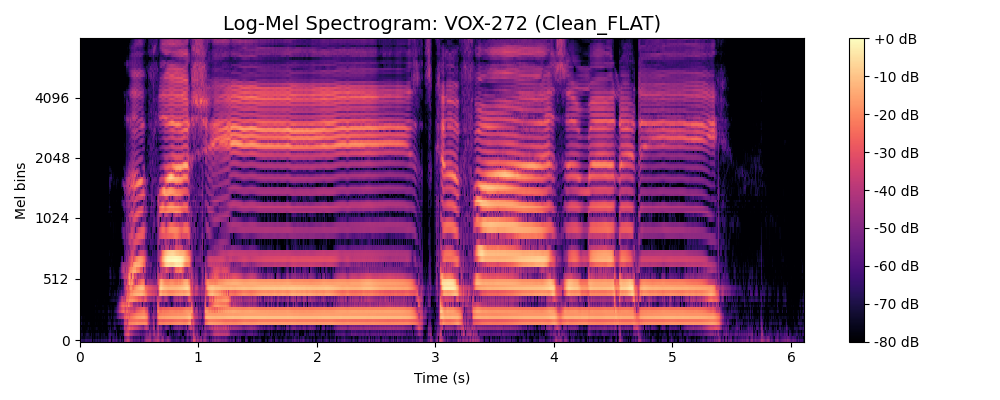 Log-Mel Spectrogram: VOX-272 (Clean_FLAT)
Mel bins
4096
2048
1024
512
0
0 1 2 3 4 5 6
Time (s)
+0 dB
-10 dB
-20 dB
-30 dB
-40 dB
-50 dB
-60 dB
-70 dB
-80 dB